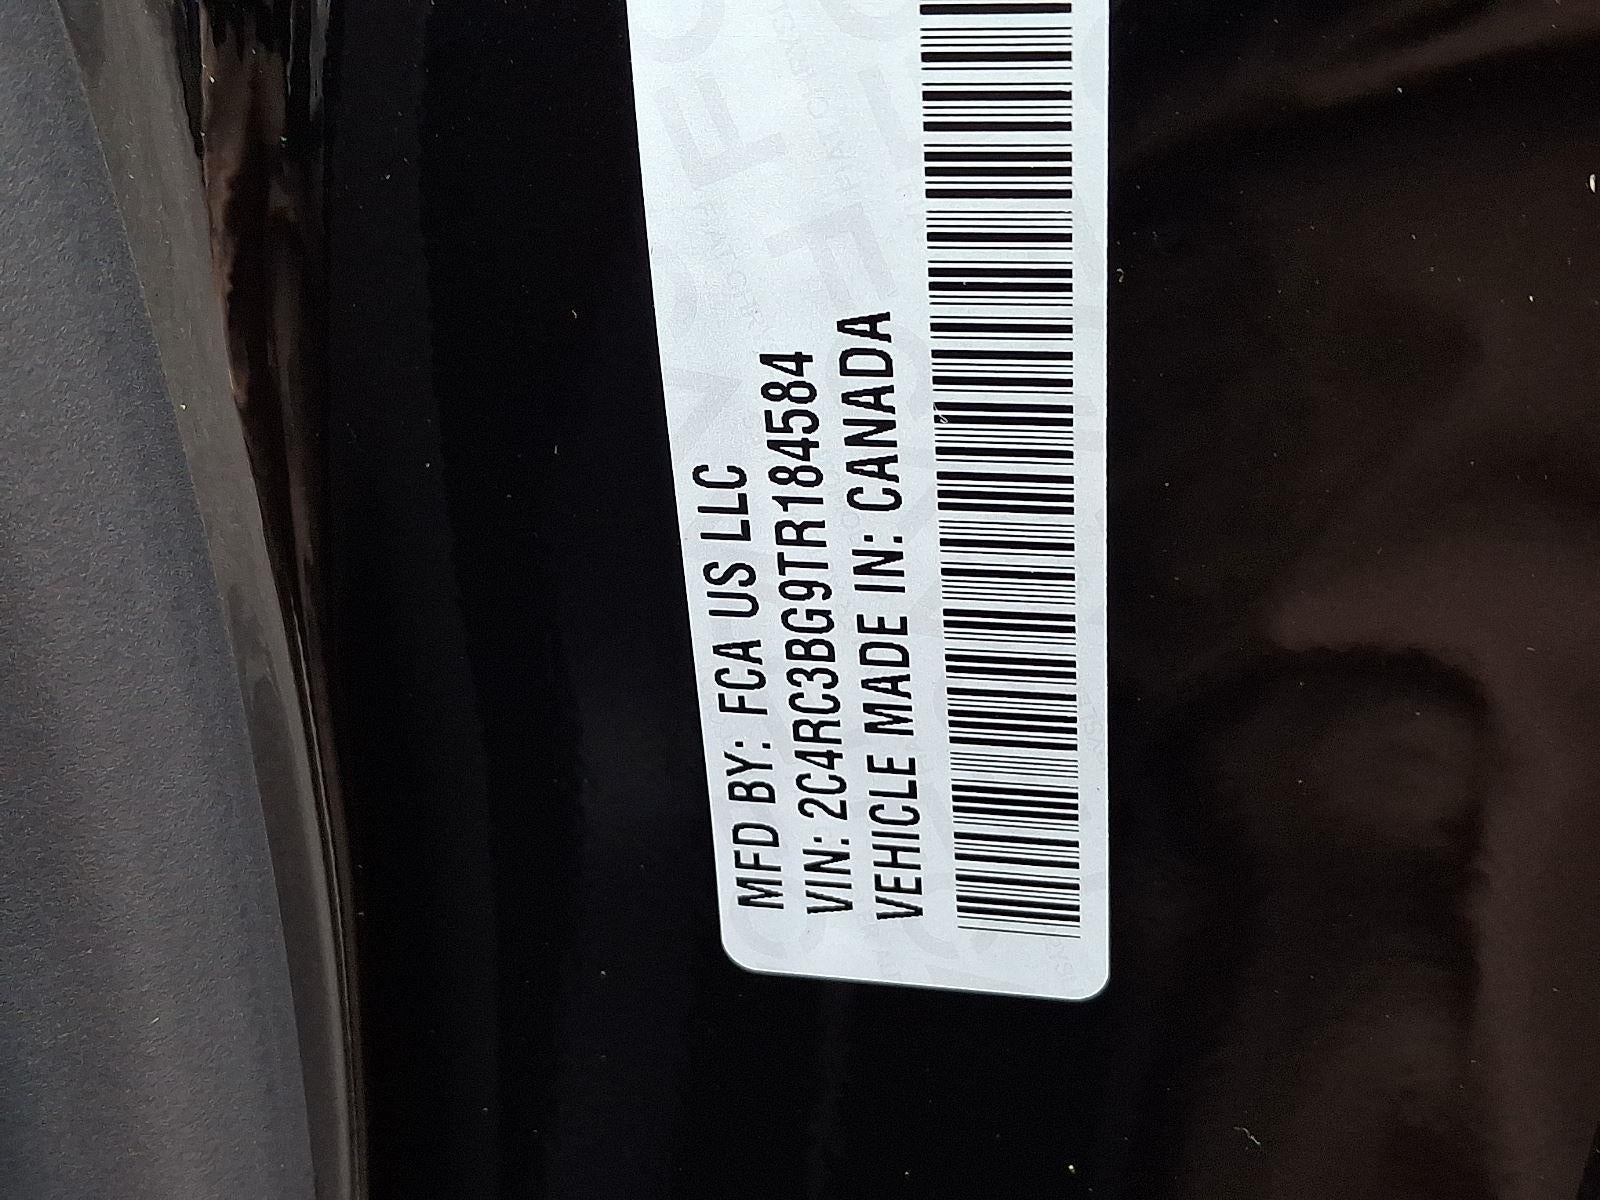 MFD BY: FCA US LLC
VIN: 2C4RC3BG9TR184584
VEHICLE MADE IN: CANADA